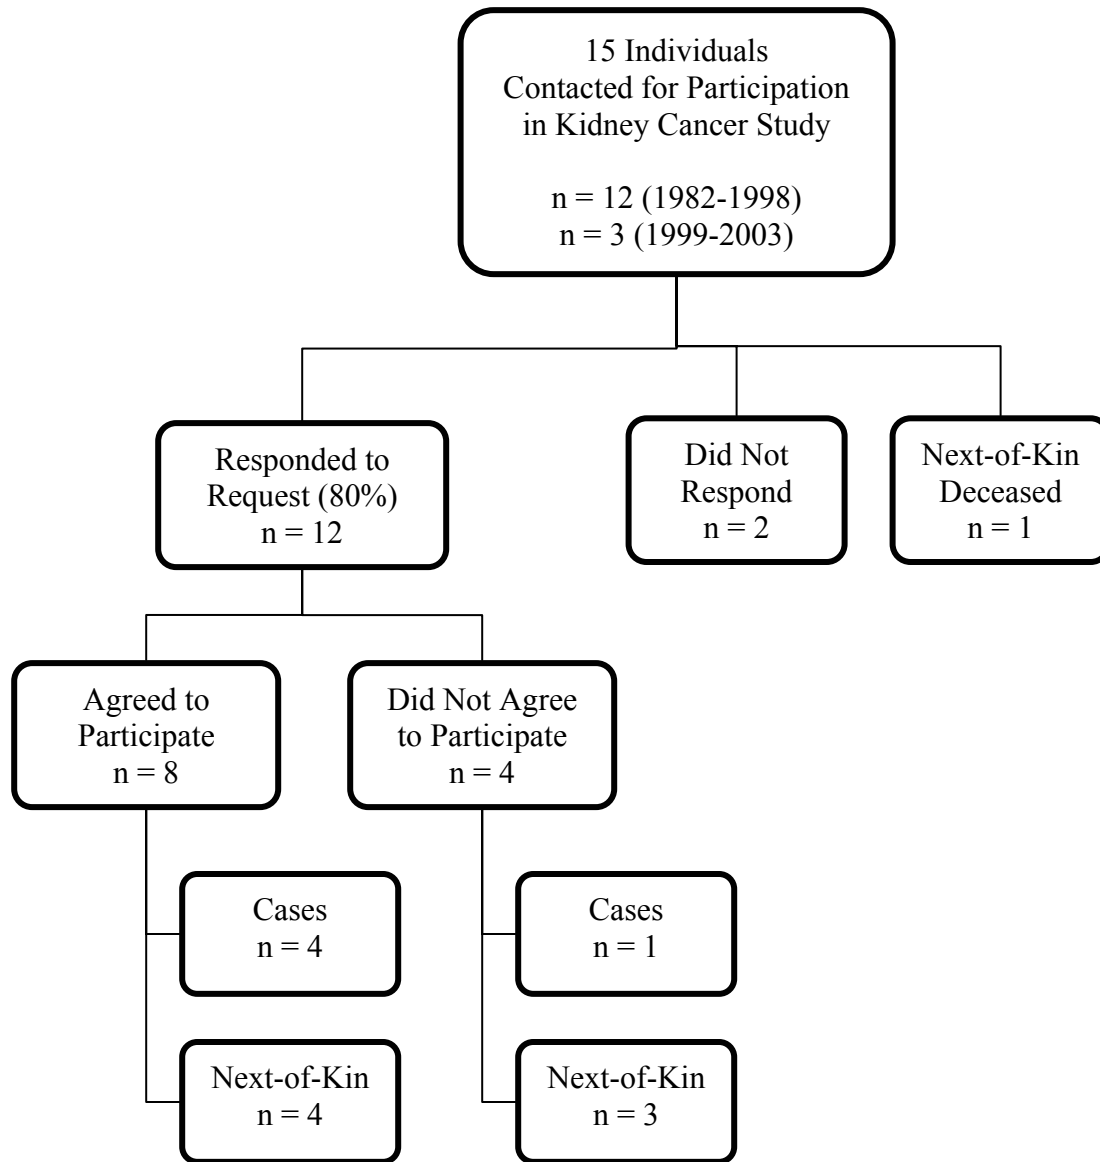 15 Individuals
Contacted for Participation
in Kidney Cancer Study
n = 12 (1982-1998)
n = 3 (1999-2003)
Responded to
Request (80%)
n = 12
Did Not
Respond
n = 2
Next-of-Kin
Deceased
n = 1
Agreed to
Participate
n = 8
Did Not Agree
to Participate
n = 4
Cases
n = 4
Cases
n = 1
Next-of-Kin
n = 4
Next-of-Kin
n = 3